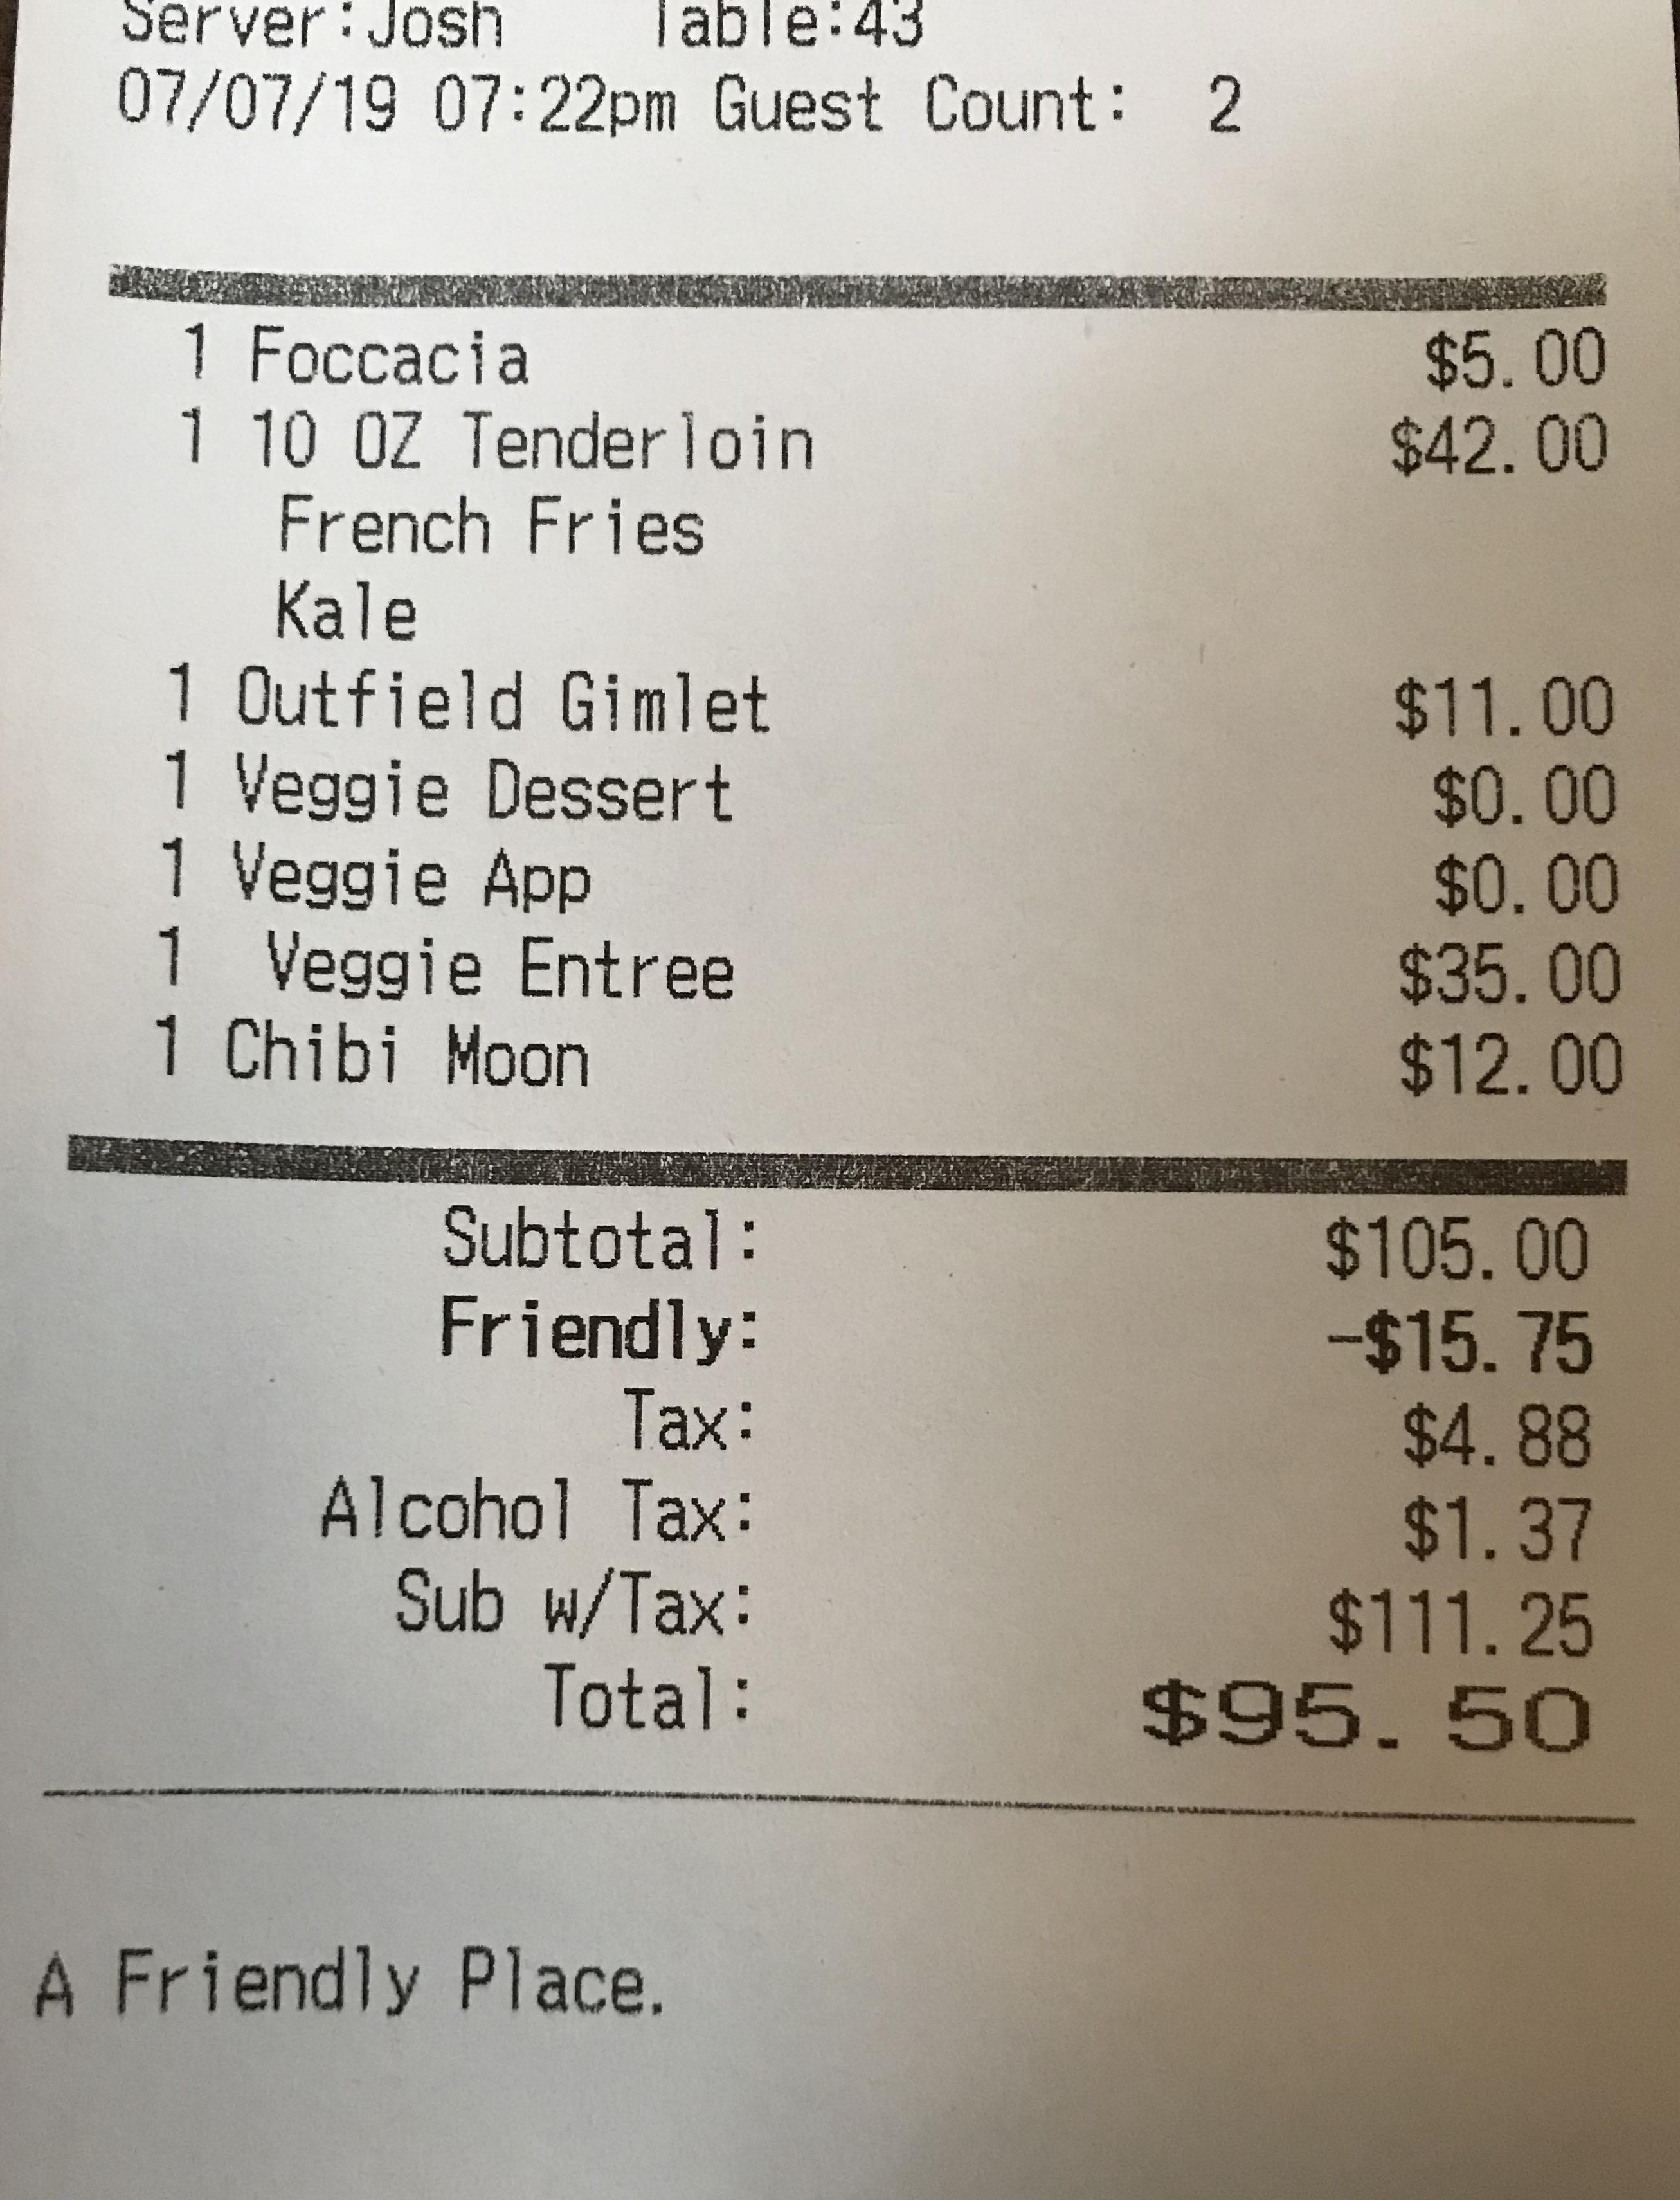 Server:Josh Table:43
07/07/19 07:22pm Guest Count: 2
1 Foccacia $5.00
1 10 OZ Tenderloin $42.00
French Fries
Kale
1 Outfield Gimlet $11.00
1 Veggie Dessert $0.00
1 Veggie App $0.00
1 Veggie Entree $35.00
1 Chibi Moon $12.00
Subtotal: $105.00
Friendly: -$15.75
Tax: $4.88
Alcohol Tax: $1.37
Sub w/Tax: $111.25
Total: $95.50
A Friendly Place.